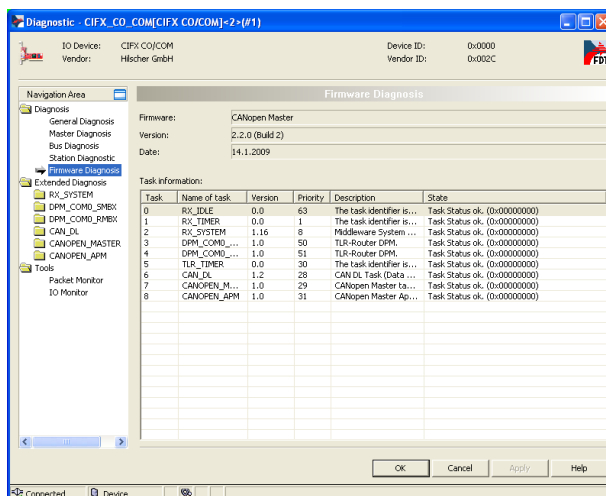 Diagnostic - CIFX_CO_COM[CIFX CO/COM]<2>(#1)
IO Device: CIFX CO/COM Device ID: 0x0000
Vendor: Hilscher GmbH Vendor ID: 0x002C
FDT
Navigation Area
Diagnosis
General Diagnosis
Master Diagnosis
Bus Diagnosis
Station Diagnostic
Firmware Diagnosis
Extended Diagnosis
RX_SYSTEM
DPM_COM0_SMBX
DPM_COM0_RMBX
CAN_DL
CANOPEN_MASTER
CANOPEN_APM
Tools
Packet Monitor
IO Monitor
Firmware Diagnosis
Firmware: CANopen Master
Version: 2.2.0 (Build 2)
Date: 14.1.2009
Task information:
Task Name of task Version Priority Description State
0 RX_IDLE 0.0 63 The task identifier is... Task Status ok. (0x00000000)
1 RX_TIMER 0.0 1 The task identifier is... Task Status ok. (0x00000000)
2 RX_SYSTEM 1.16 8 Middleware System ... Task Status ok. (0x00000000)
3 DPM_COM0_... 1.0 50 TLR-Router DPM. Task Status ok. (0x00000000)
4 DPM_COM0_... 1.0 51 TLR-Router DPM. Task Status ok. (0x00000000)
5 TLR_TIMER 0.0 30 The task identifier is... Task Status ok. (0x00000000)
6 CAN_DL 1.2 28 CAN DL Task (Data ... Task Status ok. (0x00000000)
7 CANOPEN_M... 1.0 29 CANopen Master ta... Task Status ok. (0x00000000)
8 CANOPEN_APM 1.0 31 CANopen Master Ap... Task Status ok. (0x00000000)
OK Cancel Apply Help
Connected Device